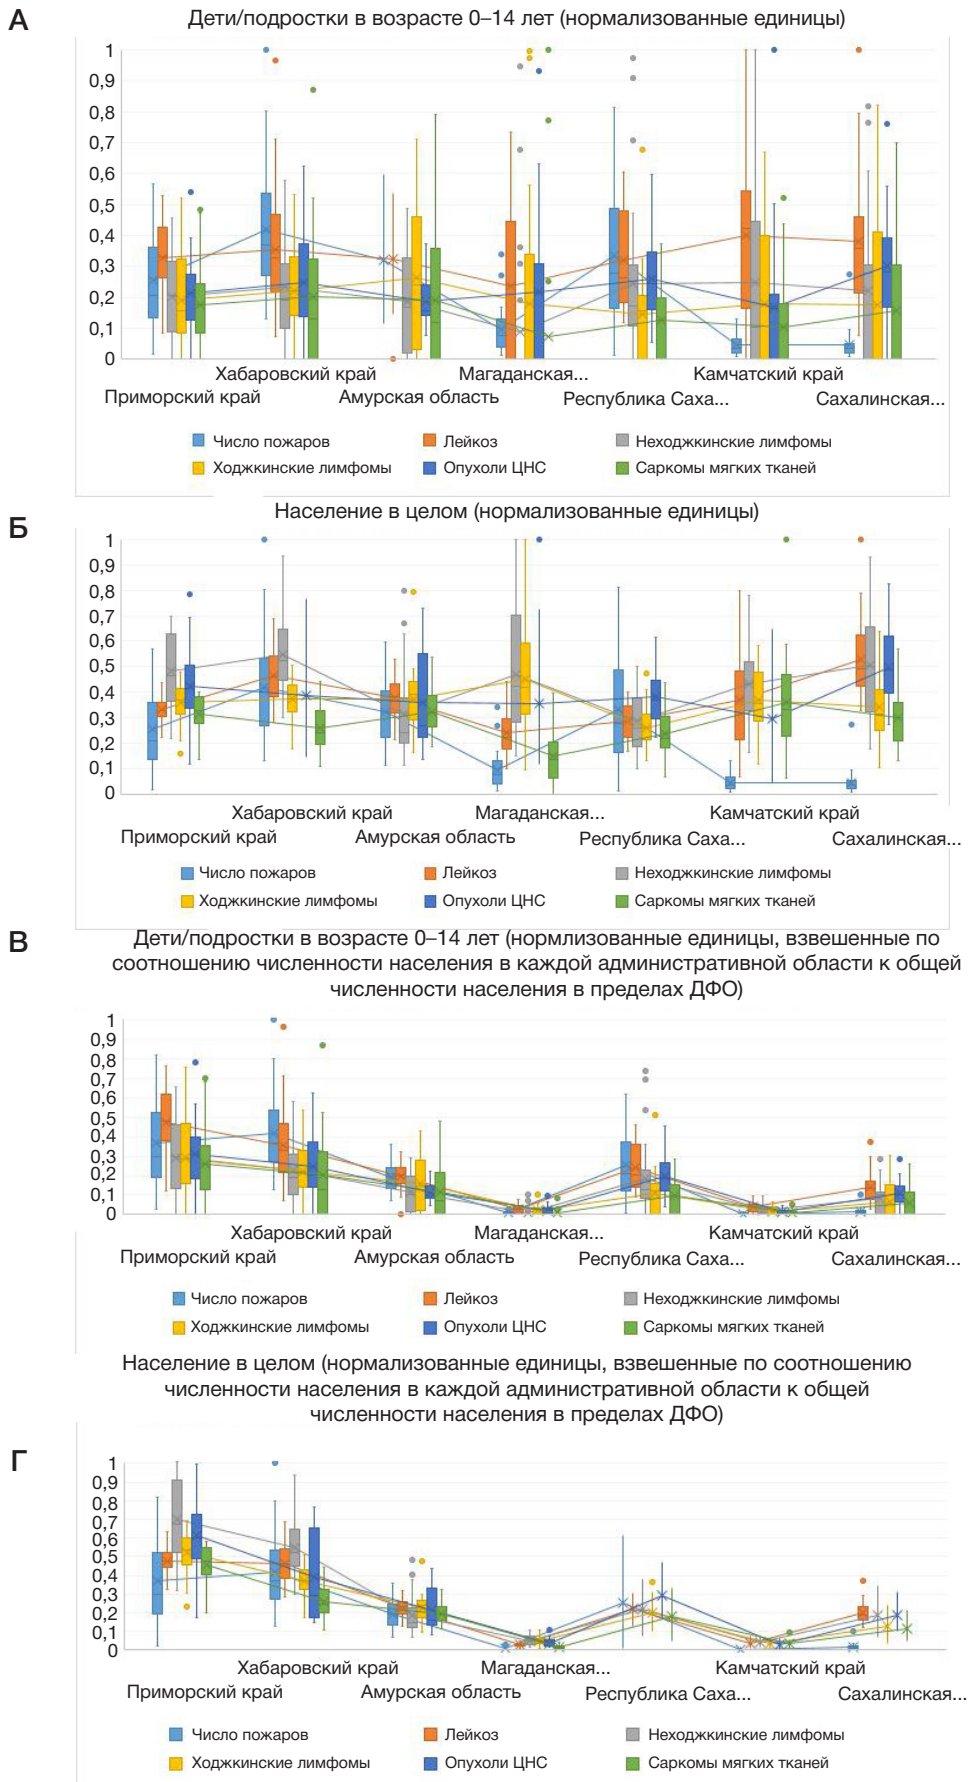 А
Дети/подростки в возрасте 0–14 лет (нормализованные единицы)
1
0,9
0,8
0,7
0,6
0,5
0,4
0,3
0,2
0,1
0
Хабаровский край Магаданская... Камчатский край
Приморский край Амурская область Республика Саха... Сахалинская...
Число пожаров Лейкоз Неходжкинские лимфомы
Ходжкинские лимфомы Опухоли ЦНС Саркомы мягких тканей
Б
Население в целом (нормализованные единицы)
1
0,9
0,8
0,7
0,6
0,5
0,4
0,3
0,2
0,1
0
Хабаровский край Магаданская... Камчатский край
Приморский край Амурская область Республика Саха... Сахалинская...
Число пожаров Лейкоз Неходжкинские лимфомы
Ходжкинские лимфомы Опухоли ЦНС Саркомы мягких тканей
В
Дети/подростки в возрасте 0–14 лет (нормлизованные единицы, взвешенные по
соотношению численности населения в каждой административной области к общей
численности населения в пределах ДФО)
1
0,9
0,8
0,7
0,6
0,5
0,4
0,3
0,2
0,1
0
Хабаровский край Магаданская... Камчатский край
Приморский край Амурская область Республика Саха... Сахалинская...
Число пожаров Лейкоз Неходжкинские лимфомы
Ходжкинские лимфомы Опухоли ЦНС Саркомы мягких тканей
Население в целом (нормализованные единицы, взвешенные по соотношению
численности населения в каждой административной области к общей
численности населения в пределах ДФО)
Г
1
0,9
0,8
0,7
0,6
0,5
0,4
0,3
0,2
0,1
0
Хабаровский край Магаданская... Камчатский край
Приморский край Амурская область Республика Саха... Сахалинская...
Число пожаров Лейкоз Неходжкинские лимфомы
Ходжкинские лимфомы Опухоли ЦНС Саркомы мягких тканей